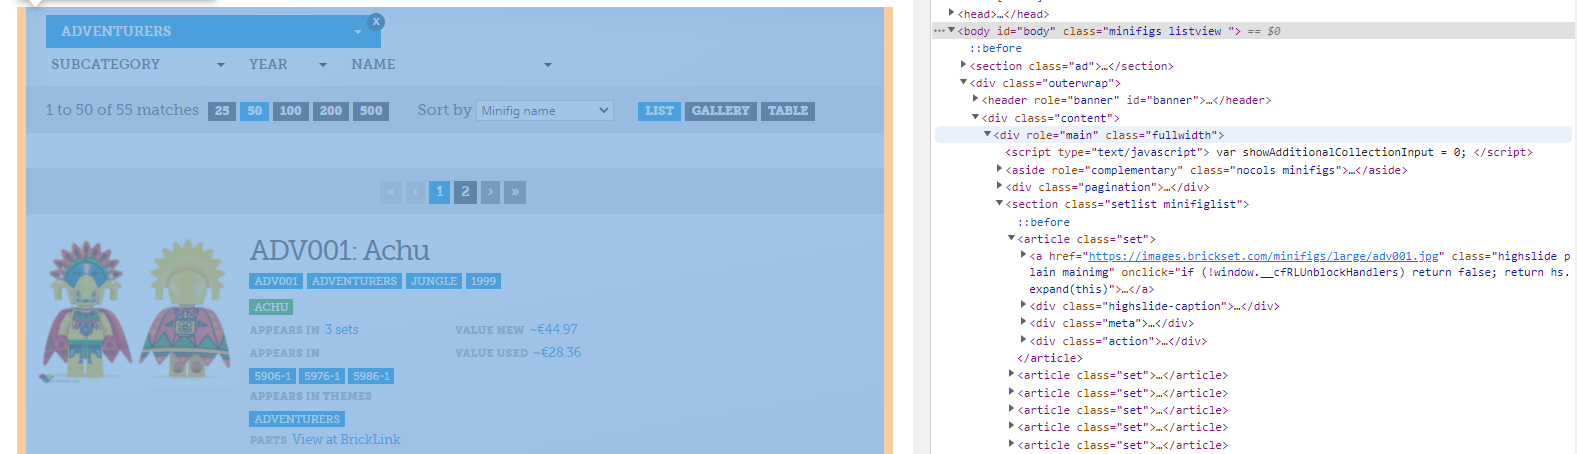 ADVENTURERS
x
SUBCATEGORY YEAR NAME
1 to 50 of 55 matches 25 50 100 200 500 Sort by Minifig name LIST GALLERY TABLE
« ‹ 1 2 › »
ADV001: Achu
ADV001 ADVENTURERS JUNGLE 1999
ACHU
APPEARS IN 3 sets VALUE NEW ~€44.97
APPEARS IN VALUE USED ~€28.36
5906-1 5976-1 5986-1
APPEARS IN THEMES
ADVENTURERS
PARTS View at BrickLink
<head>…</head>
<body id="body" class="minifigs listview "> == $0
::before
<section class="ad">…</section>
<div class="outerwrap">
<header role="banner" id="banner">…</header>
<div class="content">
<div role="main" class="fullwidth">
<script type="text/javascript"> var showAdditionalCollectionInput = 0; </script>
<aside role="complementary" class="nocols minifigs">…</aside>
<div class="pagination">…</div>
<section class="setlist minifiglist">
::before
<article class="set">
<a href="https://images.brickset.com/minifigs/large/adv001.jpg" class="highslide p
lain mainimg" onclick="if (!window.__cfRLUnblockHandlers) return false; return hs.
expand(this)">…</a>
<div class="highslide-caption">…</div>
<div class="meta">…</div>
<div class="action">…</div>
</article>
<article class="set">…</article>
<article class="set">…</article>
<article class="set">…</article>
<article class="set">…</article>
<article class="set">…</article>